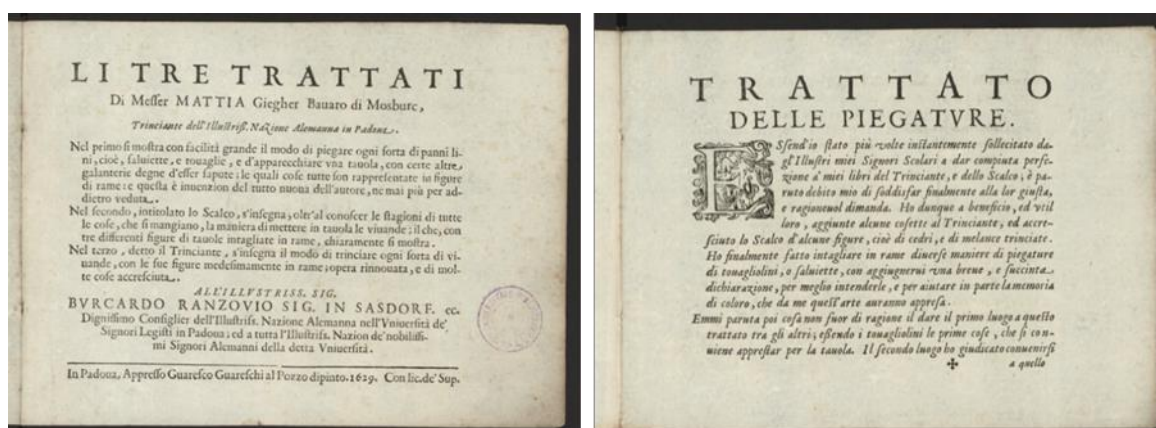 LI TRE TRATTATI
Di Messer MATTIA Giegher Bauaro di Mosburc,
Trinciante dell'Illustriss. Nazione Alemanna in Padoua.
Nel primo si mostra con facilità grande il modo di piegare ogni sorta di panni li-
ni, cioè, saluiette, e touaglie, e d'apparecchiare vna tauola, con certe altre
galanterie degne d'esser sapute: le quali cose tutte son rappresentate in figure
di rame: e questa è inuenzion del tutto nuoua dell'autore, ne mai più per ad-
dietro veduta.
Nel secondo, intitolato lo Scalco, s'insegna, oltr'al conoscer le stagioni di tutte
le cose, che si mangiano, la maniera di mettere in tauola le viuande: il che, con
tre differenti figure di tauole intagliate in rame, chiaramente si mostra.
Nel terzo, detto il Trinciante, s'insegna il modo di trinciare ogni sorta di vi-
uande, con le sue figure medesimamente in rame; opera rinnouata, e di mol-
te cose accresciuta.
ALL'ILLVSTRISS. SIG.
BVRCARDO RANZOVIO SIG. IN SASDORF. ec.
Dignissimo Consiglier dell'Illustriss. Nazione Alemanna nell'Vniuersità de'
Signori Legisti in Padoua; ed a tutta l'Illustriss. Nazion de' nobilissi-
mi Signori Alemanni della detta Vniuersità.
In Padoua, Appresso Guaresco Guareschi al Pozzo dipinto. 1629. Con lic. de' Sup.
TRATTATO
DELLE PIEGATVRE.
ESsend'io stato più volte instantemente sollecitato da-
gl'Illustri miei Signori Scolari a dar compiuta perfe-
zione a' miei libri del Trinciante, e dello Scalco, è pa-
ruto debito mio di soddisfar finalmente alla lor giusta,
e ragioneuol dimanda. Ho dunque a beneficio, ed vtil
loro, aggiunte alcune cosette al Trinciante, ed accre-
sciuto lo Scalco d'alcune figure, cioè di cedri, e di melance trinciate.
Ho finalmente fatto intagliare in rame diuerse maniere di piegature
di touagliolini, o saluiette, con aggiugnerui vna breue, e succinta
dichiarazione, per meglio intenderle, e per aiutare in parte la memoria
di coloro, che da me quest'arte auranno appresa.
Emmi paruta poi cosa non fuor di ragione il dare il primo luogo a questo
trattato tra gli altri; essendo i touagliolini le prime cose, che si con-
uiene apprestar per la tauola. Il secondo luogo ho giudicato conuenirsi
✠ a quello